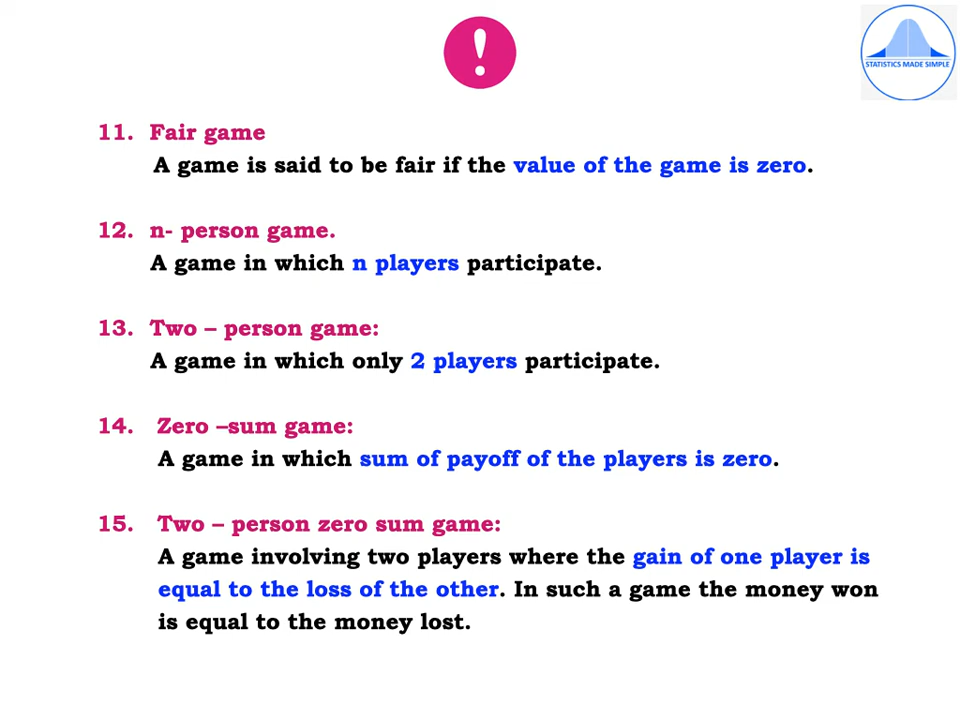 !
STATISTICS MADE SIMPLE
11. Fair game
A game is said to be fair if the value of the game is zero.
12. n- person game.
A game in which n players participate.
13. Two – person game:
A game in which only 2 players participate.
14. Zero –sum game:
A game in which sum of payoff of the players is zero.
15. Two – person zero sum game:
A game involving two players where the gain of one player is
equal to the loss of the other. In such a game the money won
is equal to the money lost.